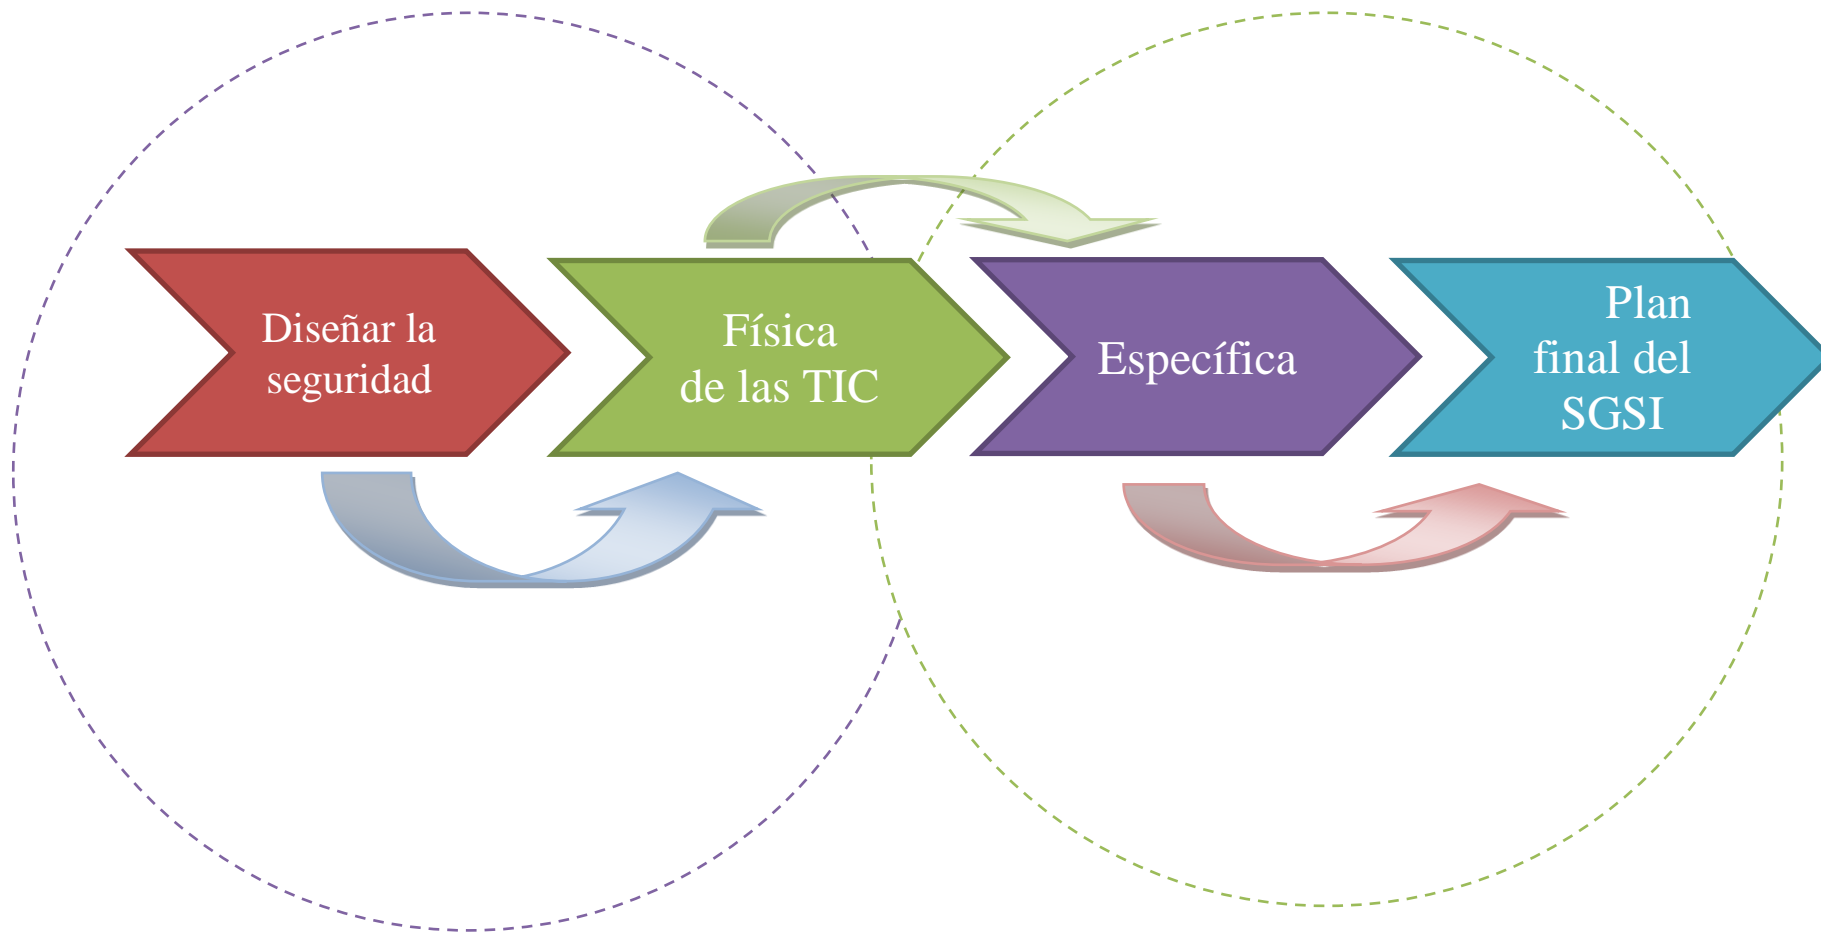 Diseñar la
seguridad
Física
de las TIC
Específica
Plan
final del
SGSI